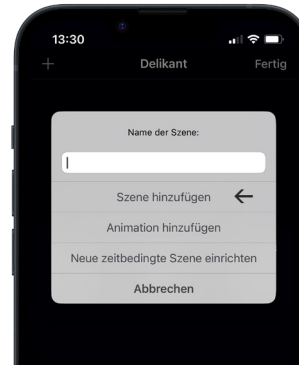 13:30
+ Delikant Fertig
Name der Szene:
Szene hinzufügen
Animation hinzufügen
Neue zeitbedingte Szene einrichten
Abbrechen